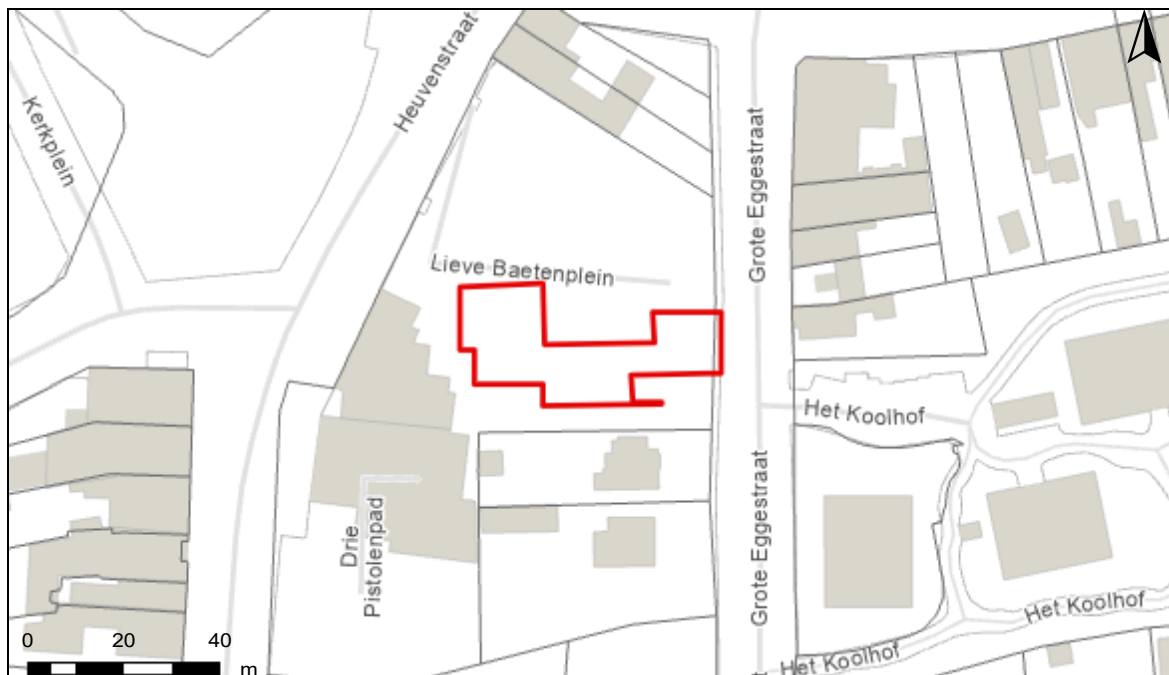 Kerkplein
Heuvenstraat
Grote-Eggestraat
Lieve Baetenplein
Het Koolhof
Grote-Eggestraat
Drie
Pistolenpad
Het Koolhof
Het Koolhof
0 20 40
m